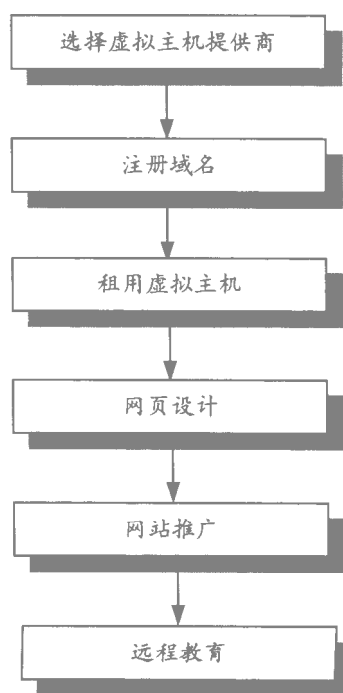 选择虚拟主机提供商
注册域名
租用虚拟主机
网页设计
网站推广
远程教育